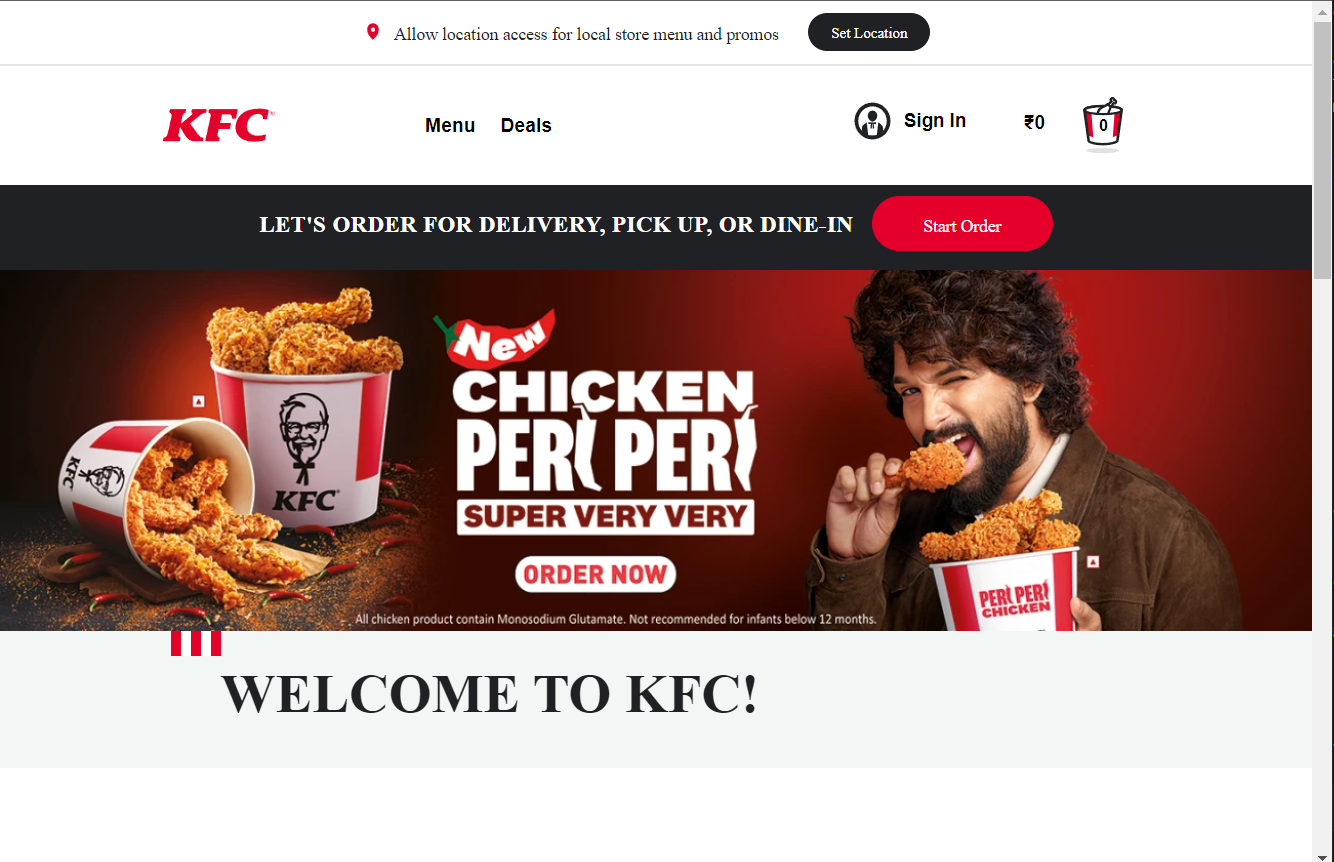 Allow location access for local store menu and promos
Set Location
KFC
Menu
Deals
Sign In
₹0
0
LET'S ORDER FOR DELIVERY, PICK UP, OR DINE-IN
Start Order
New
CHICKEN
PERI PERI
SUPER VERY VERY
ORDER NOW
KFC
KFC
PERI PERI
CHICKEN
All chicken product contain Monosodium Glutamate. Not recommended for infants below 12 months.
WELCOME TO KFC!